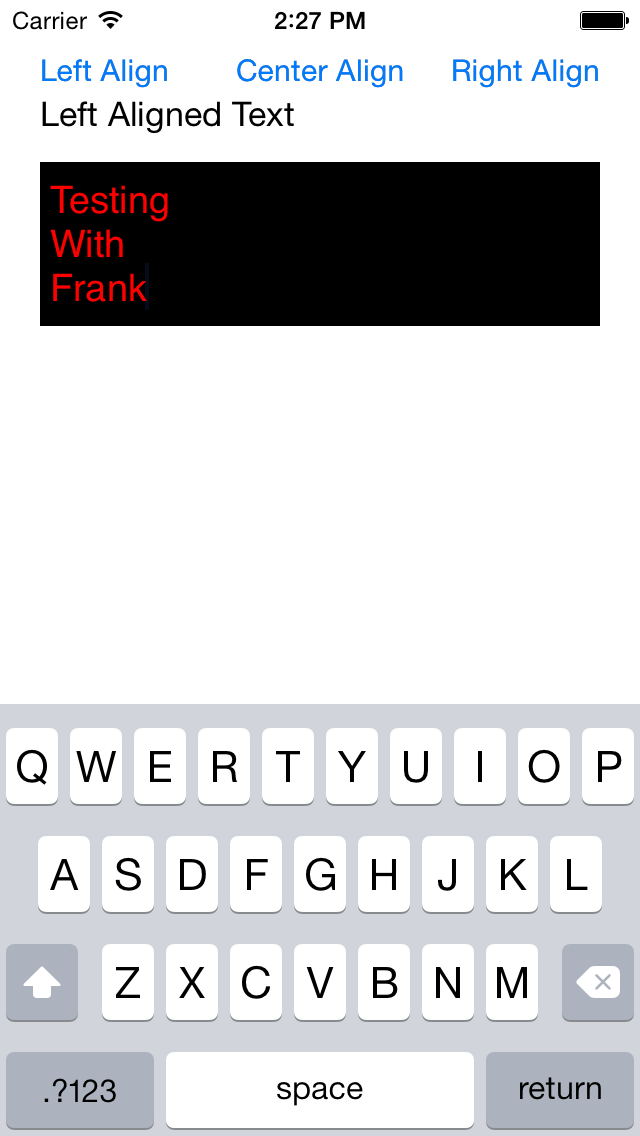 Carrier 2:27 PM
Left Align Center Align Right Align
Left Aligned Text
Testing
With
Frank
Q W E R T Y U I O P
A S D F G H J K L
Z X C V B N M
.?123 space return